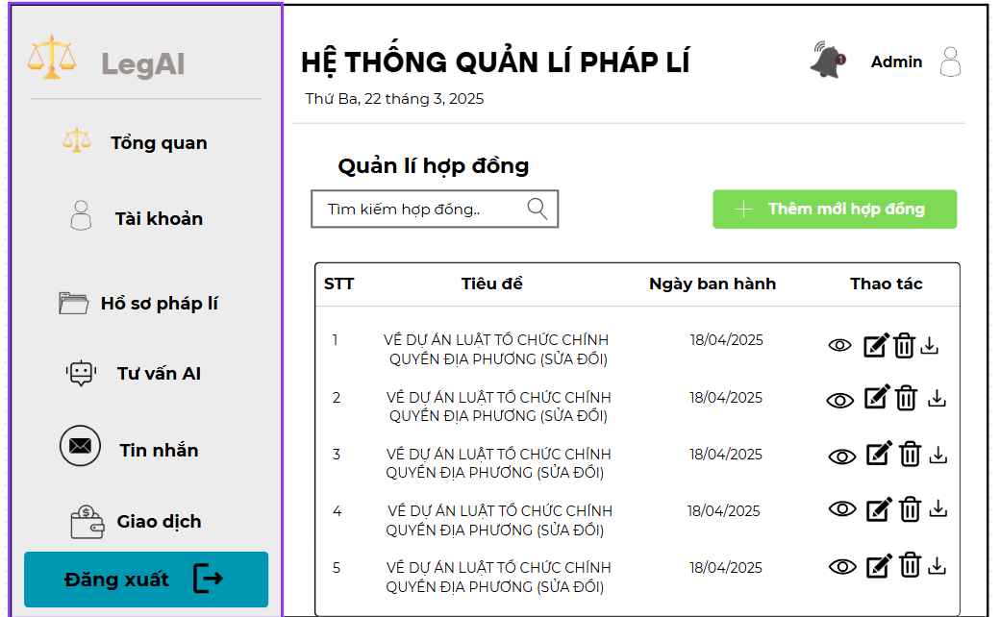 LegAI
Tổng quan
Tài khoản
Hồ sơ pháp lí
Tư vấn AI
Tin nhắn
Giao dịch
Đăng xuất
HỆ THỐNG QUẢN LÍ PHÁP LÍ
Thứ Ba, 22 tháng 3, 2025
1
Admin
Quản lí hợp đồng
Tìm kiếm hợp đồng..
Thêm mới hợp đồng
STT Tiêu đề Ngày ban hành Thao tác
1 VỀ DỰ ÁN LUẬT TỔ CHỨC CHÍNH 18/04/2025
QUYỀN ĐỊA PHƯƠNG (SỬA ĐỔI)
2 VỀ DỰ ÁN LUẬT TỔ CHỨC CHÍNH 18/04/2025
QUYỀN ĐỊA PHƯƠNG (SỬA ĐỔI)
3 VỀ DỰ ÁN LUẬT TỔ CHỨC CHÍNH 18/04/2025
QUYỀN ĐỊA PHƯƠNG (SỬA ĐỔI)
4 VỀ DỰ ÁN LUẬT TỔ CHỨC CHÍNH 18/04/2025
QUYỀN ĐỊA PHƯƠNG (SỬA ĐỔI)
5 VỀ DỰ ÁN LUẬT TỔ CHỨC CHÍNH 18/04/2025
QUYỀN ĐỊA PHƯƠNG (SỬA ĐỔI)